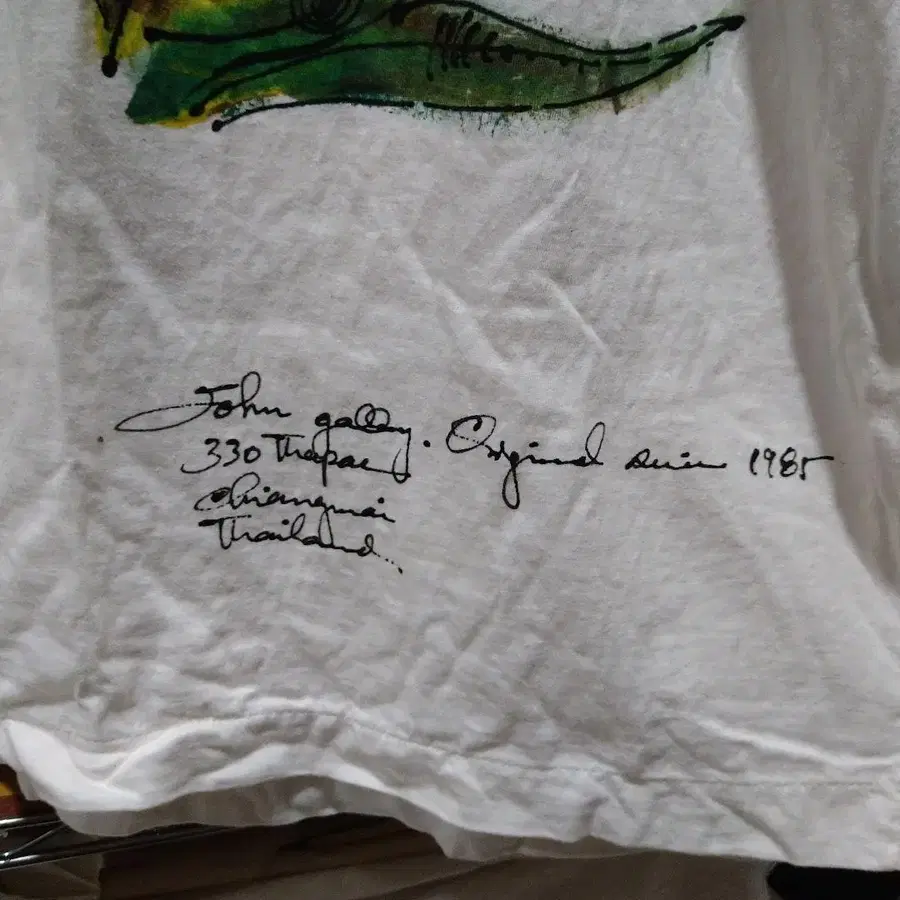 John gallery. Original since 1985
330 Thapae
Chiangmai
Thailand